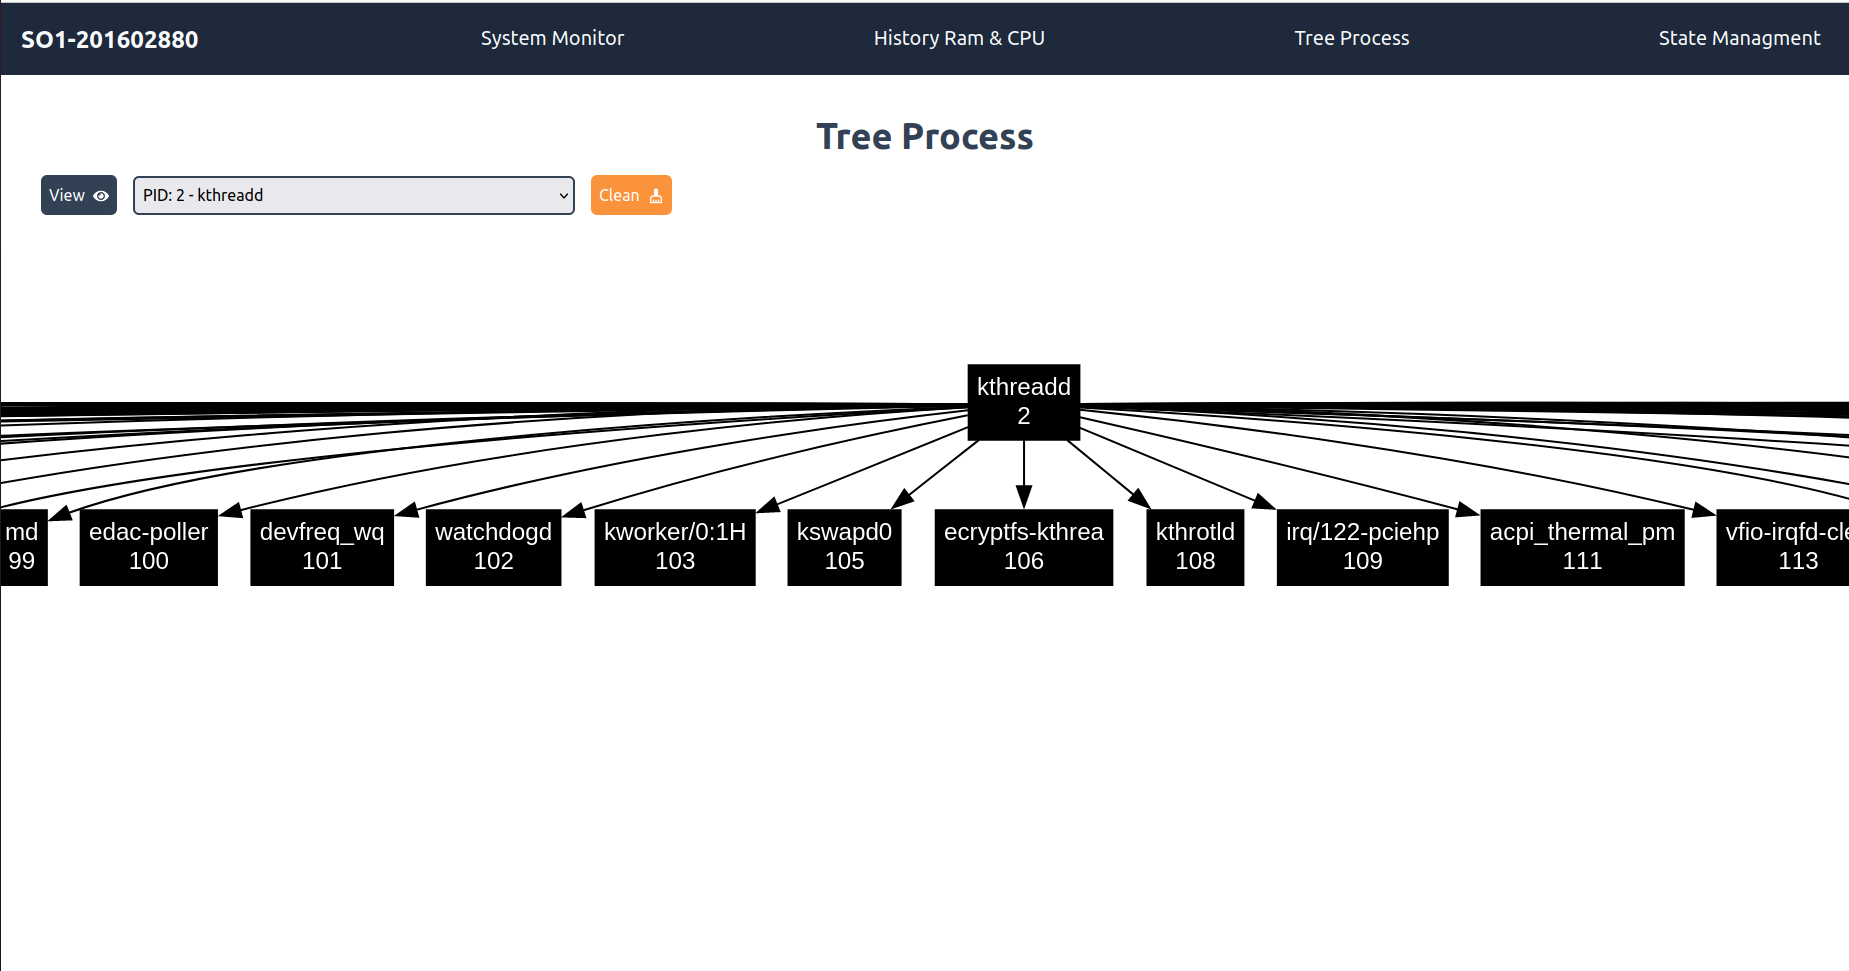 SO1-201602880 System Monitor History Ram & CPU Tree Process State Managment
Tree Process
View PID: 2 - kthreadd Clean
kthreadd
2
md edac-poller devfreq_wq watchdogd kworker/0:1H kswapd0 ecryptfs-kthrea kthrotld irq/122-pciehp acpi_thermal_pm vfio-irqfd-cle
99 100 101 102 103 105 106 108 109 111 113